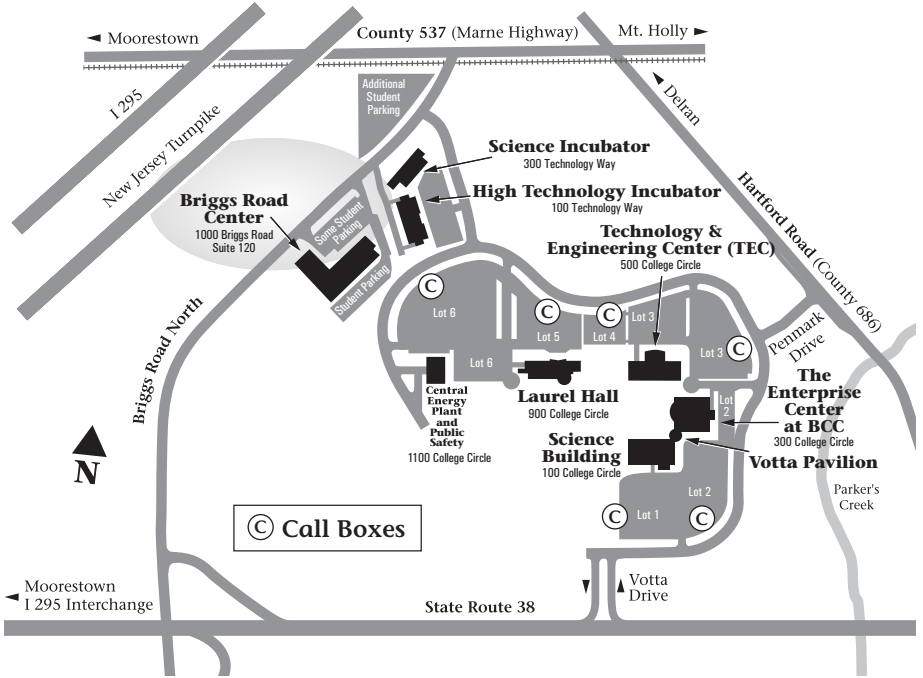 County 537 (Marne Highway)
Moorestown
Mt. Holly
I 295
New Jersey Turnpike
Additional
Student
Parking
Delran
Hartford Road (County 686)
Science Incubator
300 Technology Way
High Technology Incubator
100 Technology Way
Briggs Road
Center
1000 Briggs Road
Suite 120
Some Student
Parking
Student Parking
Technology &
Engineering Center (TEC)
500 College Circle
C
Lot 6
C
Lot 5
C
Lot 4
Lot 3
Lot 3
C
Penmark
Drive
Briggs Road North
Lot 6
Central
Energy
Plant
and
Public
Safety
1100 College Circle
Laurel Hall
900 College Circle
The
Enterprise
Center
at BCC
300 College Circle
Lot
2
Science
Building
100 College Circle
Votta Pavilion
N
Lot 2
Parker's
Creek
C
Lot 1
C
C Call Boxes
Moorestown
I 295 Interchange
Votta
Drive
State Route 38